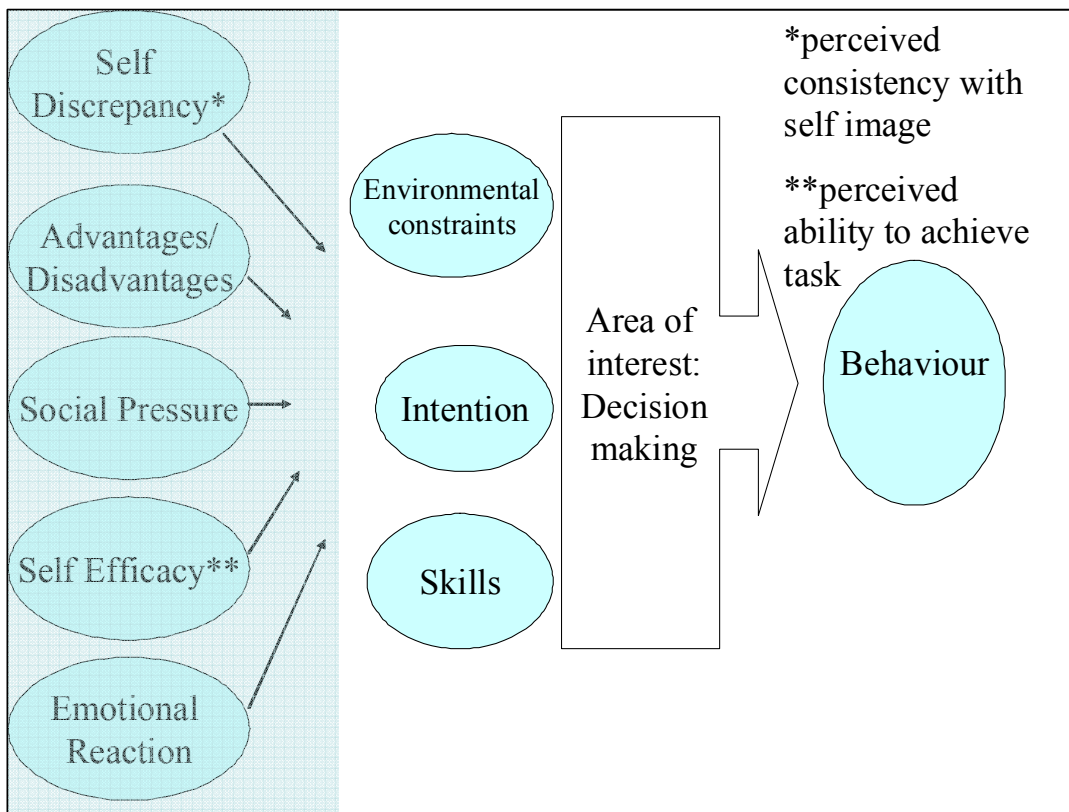 Self
Discrepancy*
Advantages/
Disadvantages
Social Pressure
Self Efficacy**
Emotional
Reaction
Environmental
constraints
Intention
Skills
Area of
interest:
Decision
making
*perceived
consistency with
self image
**perceived
ability to achieve
task
Behaviour